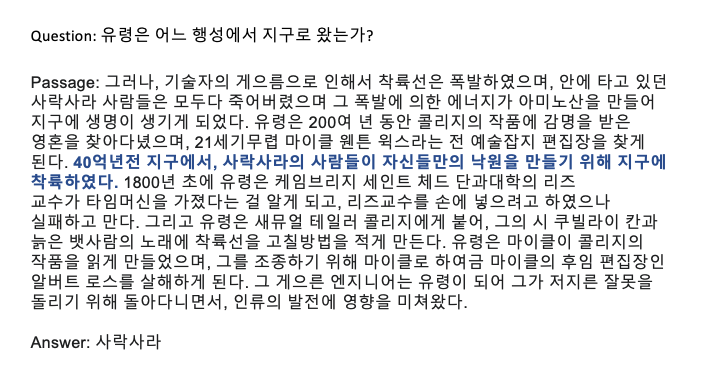 Question: 유령은 어느 행성에서 지구로 왔는가?
Passage: 그러나, 기술자의 게으름으로 인해서 착륙선은 폭발하였으며, 안에 타고 있던
사락사라 사람들은 모두다 죽어버렸으며 그 폭발에 의한 에너지가 아미노산을 만들어
지구에 생명이 생기게 되었다. 유령은 200여 년 동안 콜리지의 작품에 감명을 받은
영혼을 찾아다녔으며, 21세기무렵 마이클 웬튼 윅스라는 전 예술잡지 편집장을 찾게
된다. 40억년전 지구에서, 사락사라의 사람들이 자신들만의 낙원을 만들기 위해 지구에
착륙하였다. 1800년 초에 유령은 케임브리지 세인트 체드 단과대학의 리즈
교수가 타임머신을 가졌다는 걸 알게 되고, 리즈교수를 손에 넣으려고 하였으나
실패하고 만다. 그리고 유령은 새뮤얼 테일러 콜리지에게 붙어, 그의 시 쿠빌라이 칸과
늙은 뱃사람의 노래에 착륙선을 고칠방법을 적게 만든다. 유령은 마이클이 콜리지의
작품을 읽게 만들었으며, 그를 조종하기 위해 마이클로 하여금 마이클의 후임 편집장인
알버트 로스를 살해하게 된다. 그 게으른 엔지니어는 유령이 되어 그가 저지른 잘못을
돌리기 위해 돌아다니면서, 인류의 발전에 영향을 미쳐왔다.
Answer: 사락사라